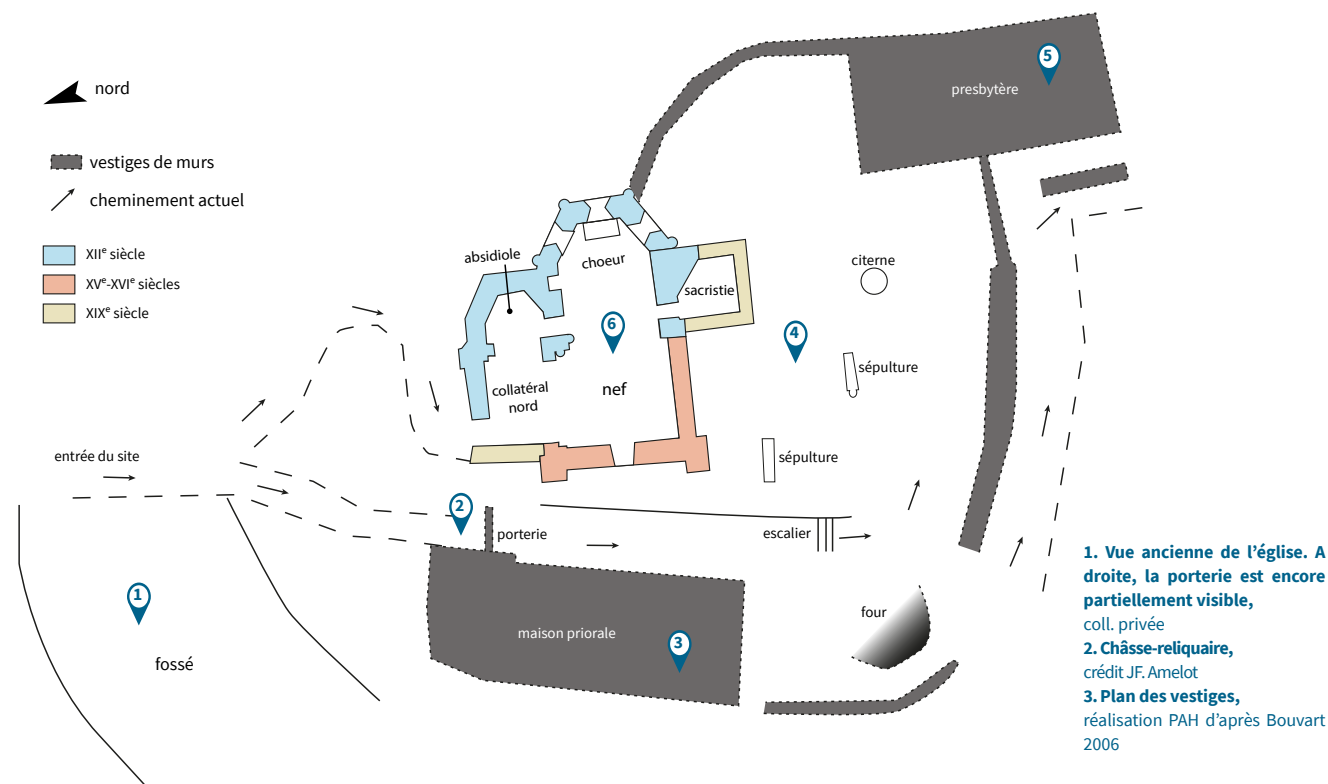 nord
vestiges de murs
cheminement actuel
XIIe siècle
XVe-XVIe siècles
XIXe siècle
5
presbytère
absidiole
choeur
sacristie
citerne
6
4
nef
collatéral
nord
sépulture
sépulture
entrée du site
2
porterie
escalier
1
fossé
maison priorale
3
four
1. Vue ancienne de l’église. A
droite, la porterie est encore
partiellement visible,
coll. privée
2. Châsse-reliquaire,
crédit JF. Amelot
3. Plan des vestiges,
réalisation PAH d’après Bouvart
2006